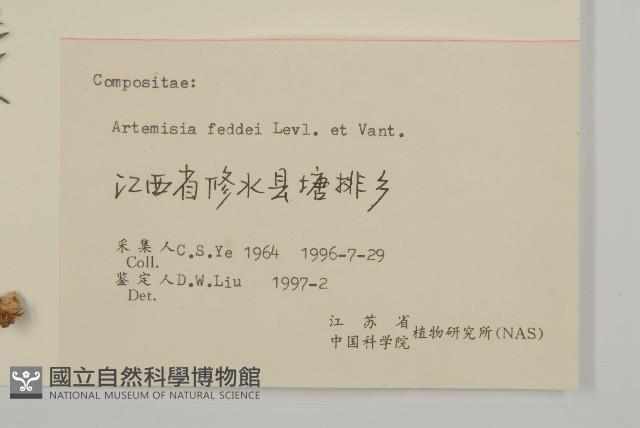 Compositae:
Artemisia feddei Levl. et Vant.
江西省修水县塘排乡
采集人C.S.Ye 1964 1996-7-29
Coll.
鉴定人D.W.Liu 1997-2
Det.
江苏省
中国科学院植物研究所(NAS)
國立自然科學博物館
NATIONAL MUSEUM OF NATURAL SCIENCE